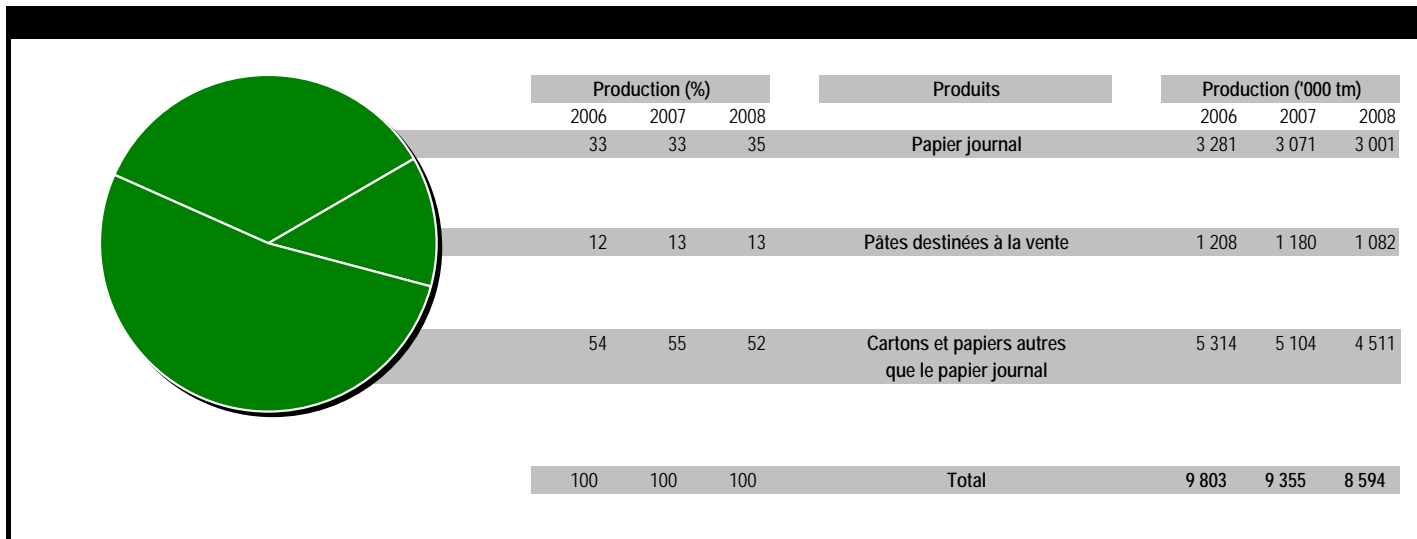 Production (%) Produits Production ('000 tm)
2006 2007 2008 2006 2007 2008
33 33 35 Papier journal 3 281 3 071 3 001
12 13 13 Pâtes destinées à la vente 1 208 1 180 1 082
54 55 52 Cartons et papiers autres 5 314 5 104 4 511
que le papier journal
100 100 100 Total 9 803 9 355 8 594